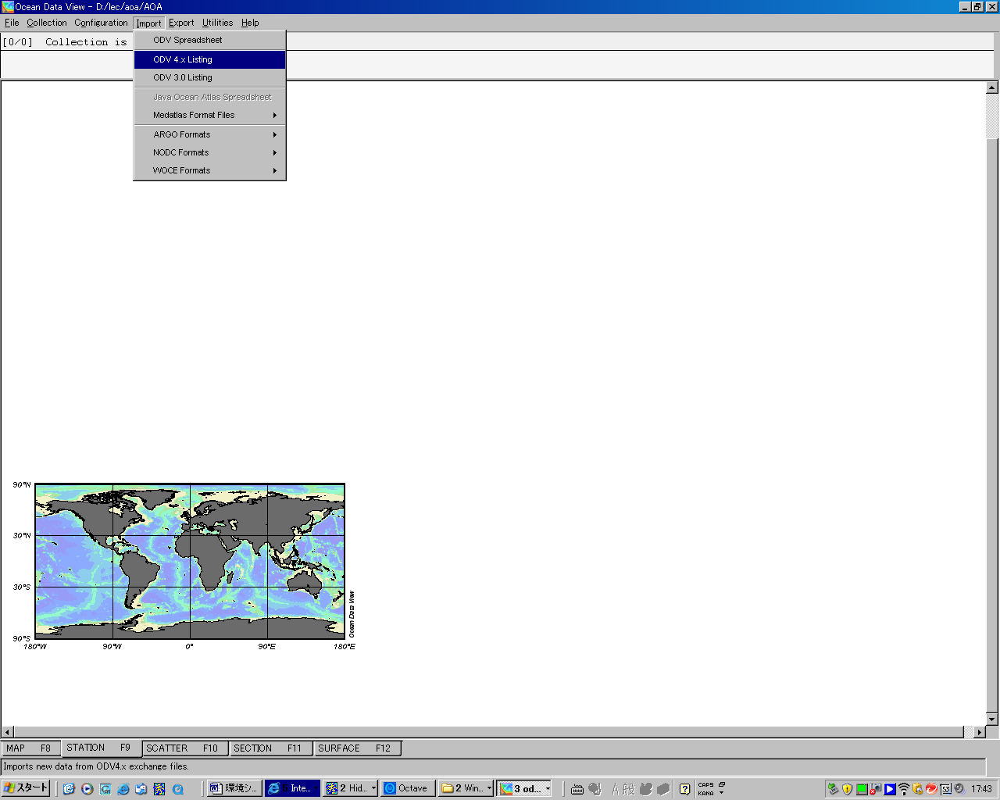 Ocean Data View - D:/lec/aoa/AOA
File Collection Configuration Import Export Utilities Help
[0/0] Collection is
ODV Spreadsheet
ODV 4.x Listing
ODV 3.0 Listing
Java Ocean Atlas Spreadsheet
Medatlas Format Files
ARGO Formats
NODC Formats
WOCE Formats
90°N
30°N
30°S
90°S
180°W 90°W 0° 90°E 180°E
Ocean Data View
MAP F8 STATION F9 SCATTER F10 SECTION F11 SURFACE F12
Imports new data from ODV4.x exchange files.
スタート 環境シ... Inte... 2 Hid... Octave 2 Win... 3 od... A 般 CAPS KANA 17:43